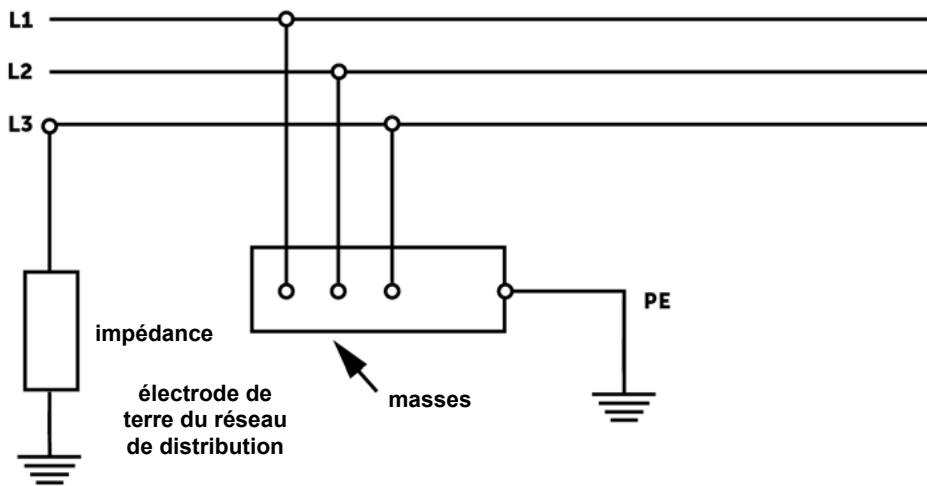 L1
L2
L3
impédance
PE
masses
électrode de
terre du réseau
de distribution